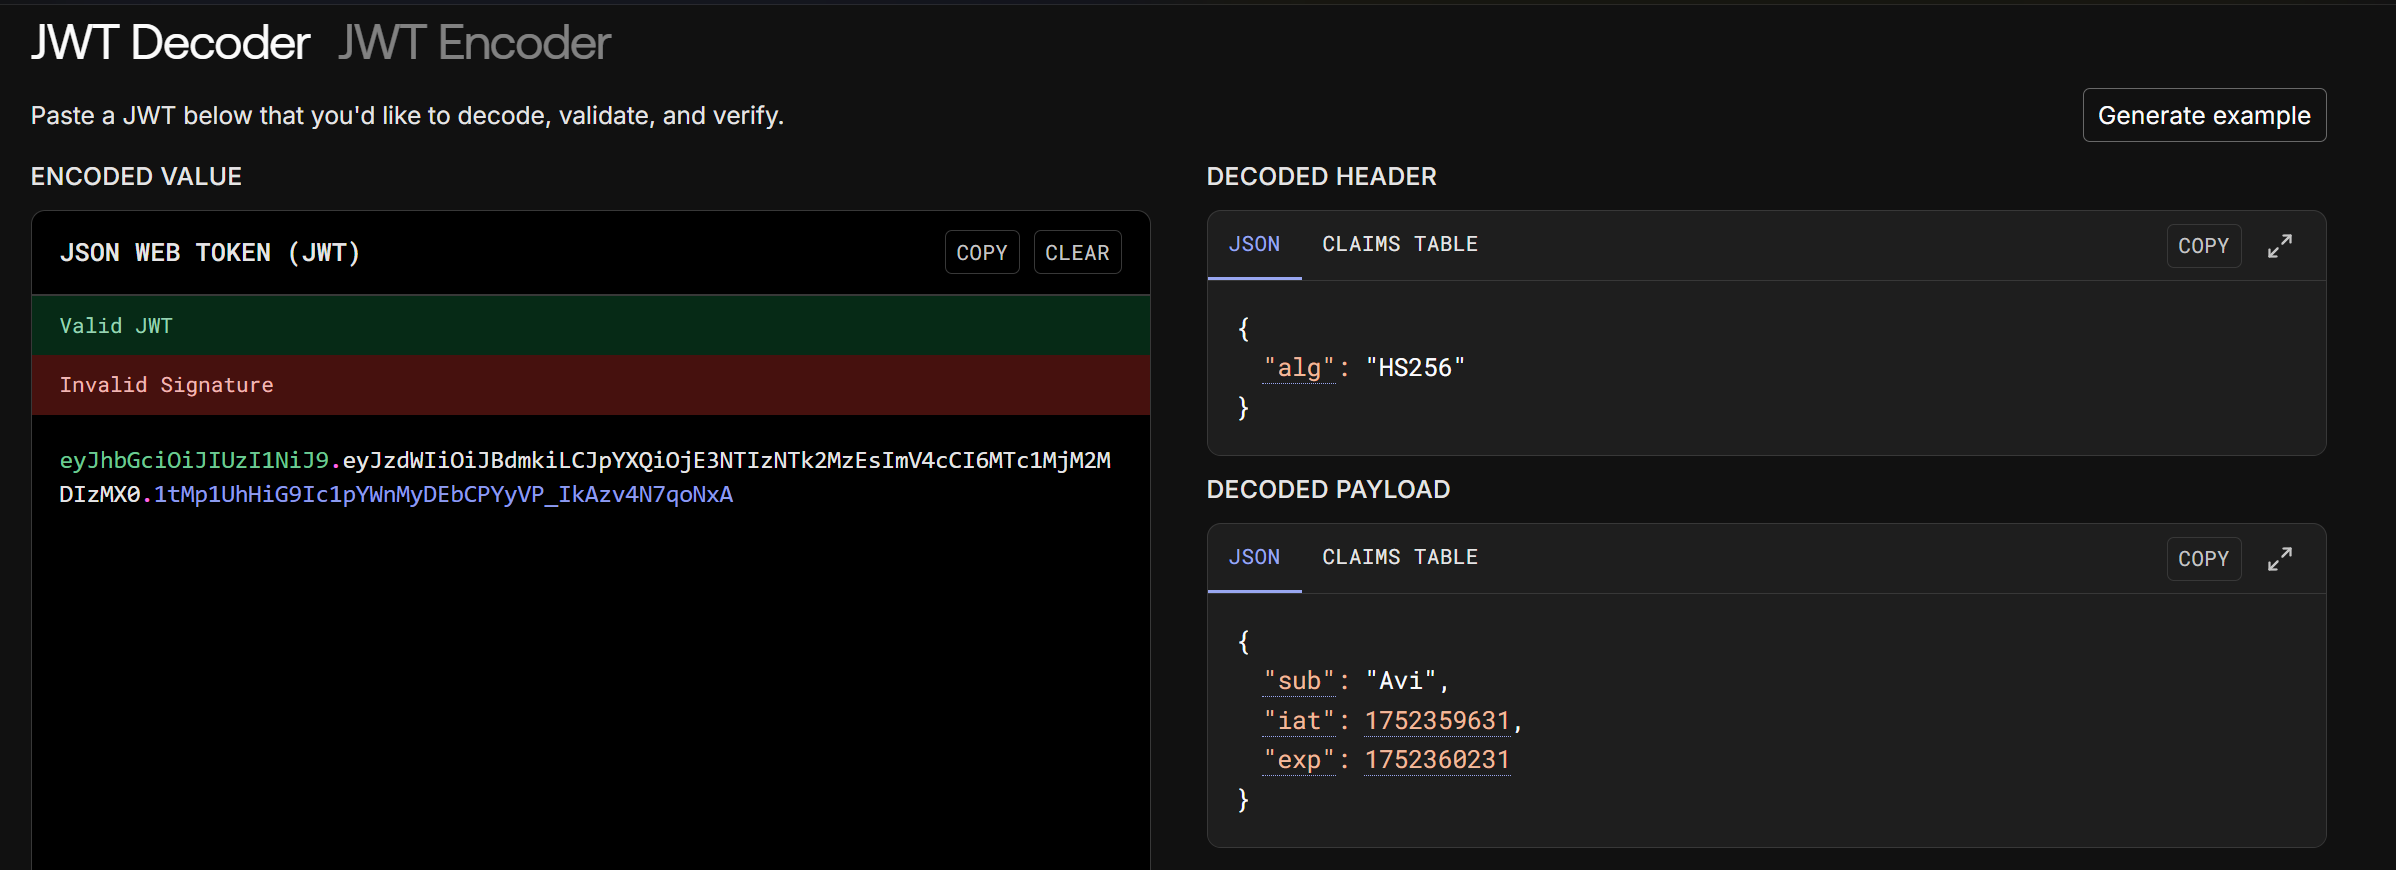 JWT Decoder JWT Encoder
Paste a JWT below that you'd like to decode, validate, and verify.
Generate example
ENCODED VALUE
JSON WEB TOKEN (JWT)
COPY
CLEAR
Valid JWT
Invalid Signature
eyJhbGciOiJIUzI1NiJ9.eyJzdWIiOiJBdmkiLCJpYXQiOjE3NTIzNTk2MzEsImV4cCI6MTc1MjM2M
DIzMX0.1tMp1UhHiG9Ic1pYWnMyDEbCPYyVP_IkAzv4N7qoNxA
DECODED HEADER
JSON
CLAIMS TABLE
COPY
{
"alg": "HS256"
}
DECODED PAYLOAD
JSON
CLAIMS TABLE
COPY
{
"sub": "Avi",
"iat": 1752359631,
"exp": 1752360231
}